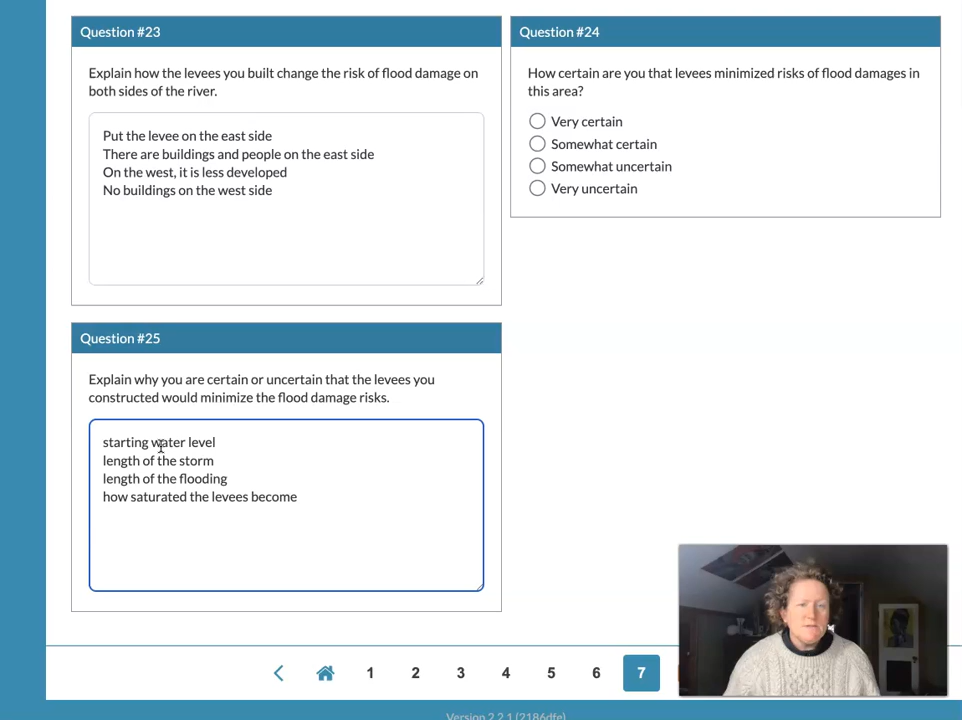 Question #23
Explain how the levees you built change the risk of flood damage on
both sides of the river.
Put the levee on the east side
There are buildings and people on the east side
On the west, it is less developed
No buildings on the west side
Question #24
How certain are you that levees minimized risks of flood damages in
this area?
Very certain
Somewhat certain
Somewhat uncertain
Very uncertain
Question #25
Explain why you are certain or uncertain that the levees you
constructed would minimize the flood damage risks.
starting water level
length of the storm
length of the flooding
how saturated the levees become
1 2 3 4 5 6 7
Version 2.2.1 (2186dfe)